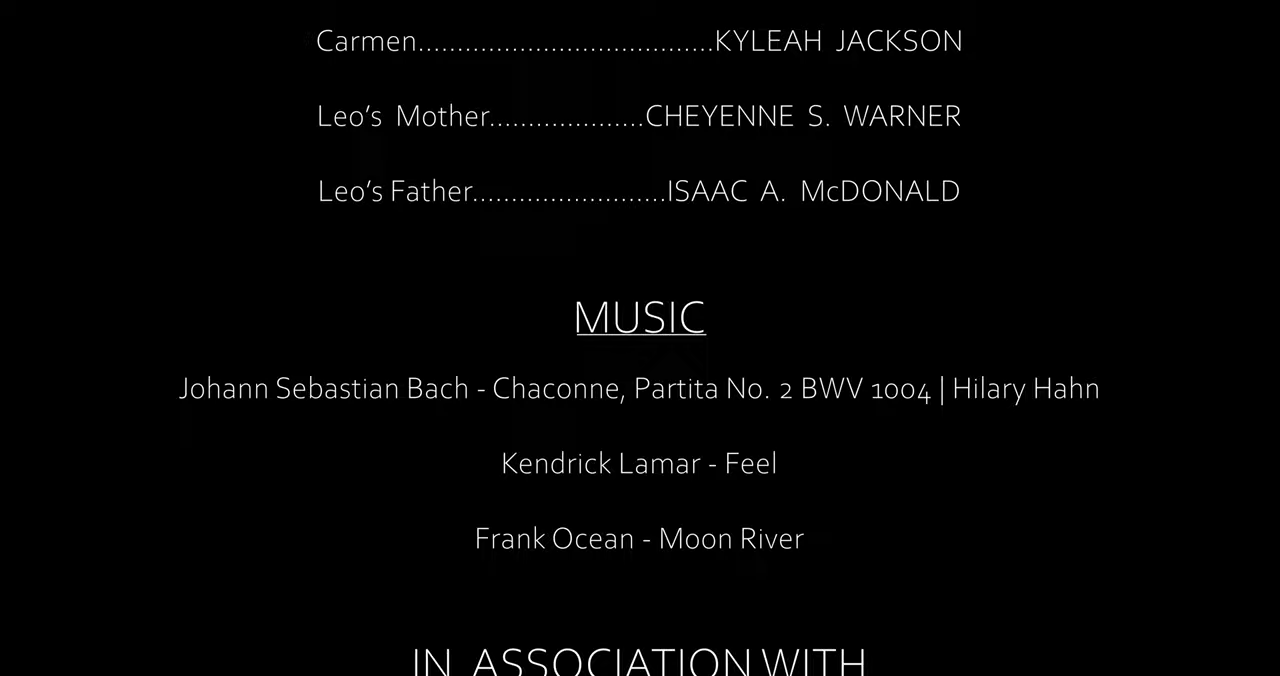 Carmen......................................KYLEAH JACKSON
Leo's Mother....................CHEYENNE S. WARNER
Leo's Father.........................ISAAC A. McDONALD
MUSIC
Johann Sebastian Bach - Chaconne, Partita No. 2 BWV 1004 | Hilary Hahn
Kendrick Lamar - Feel
Frank Ocean - Moon River
IN ASSOCIATION WITH